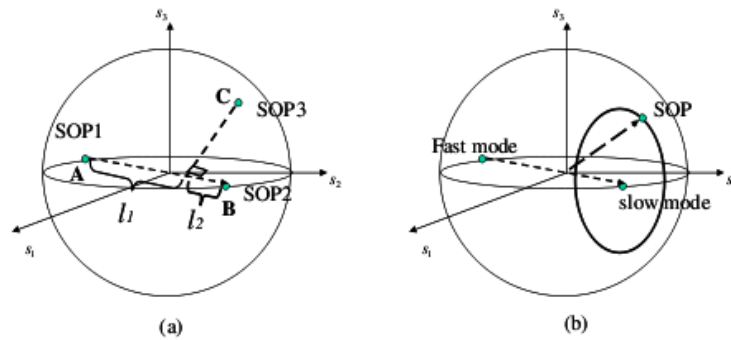 s3
C
SOP3
SOP1
A
s2
SOP2
B
l1
l2
s1
(a)
s3
SOP
Fast mode
s
slow mode
s1
(b)